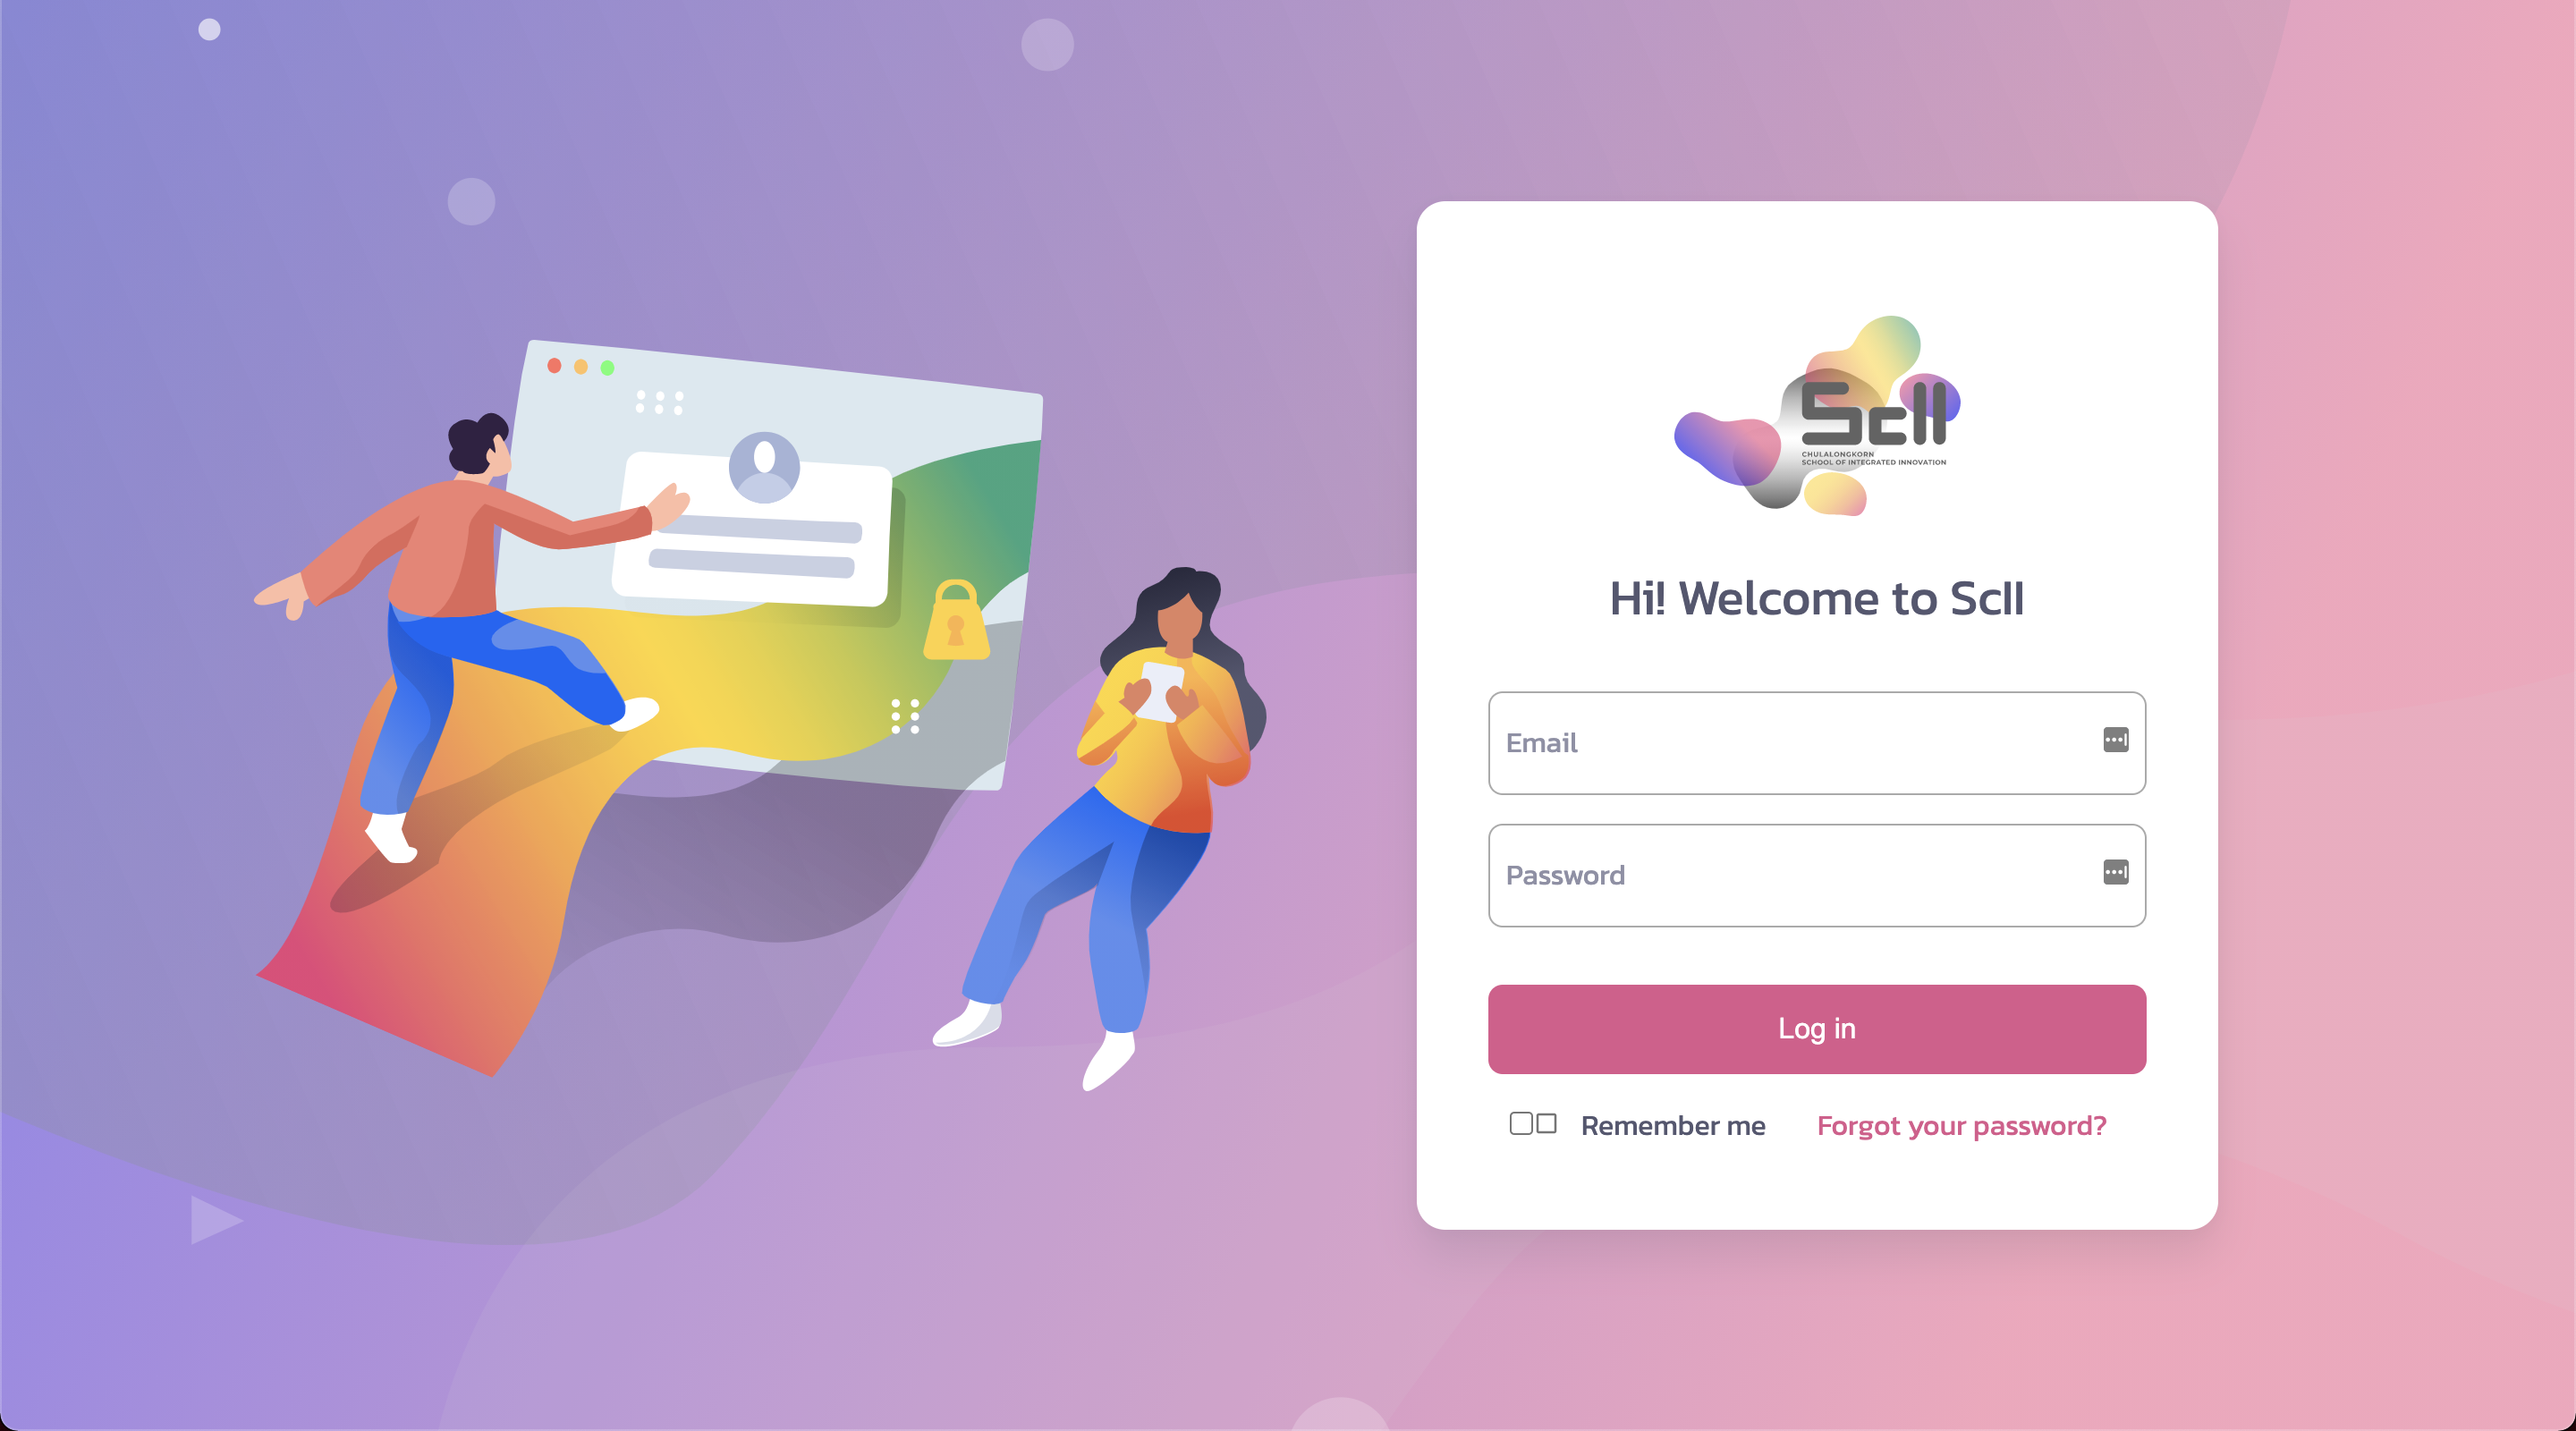 ScII
CHULALONGKORN
SCHOOL OF INTEGRATED INNOVATION
Hi! Welcome to ScII
Email
Password
Log in
Remember me
Forgot your password?